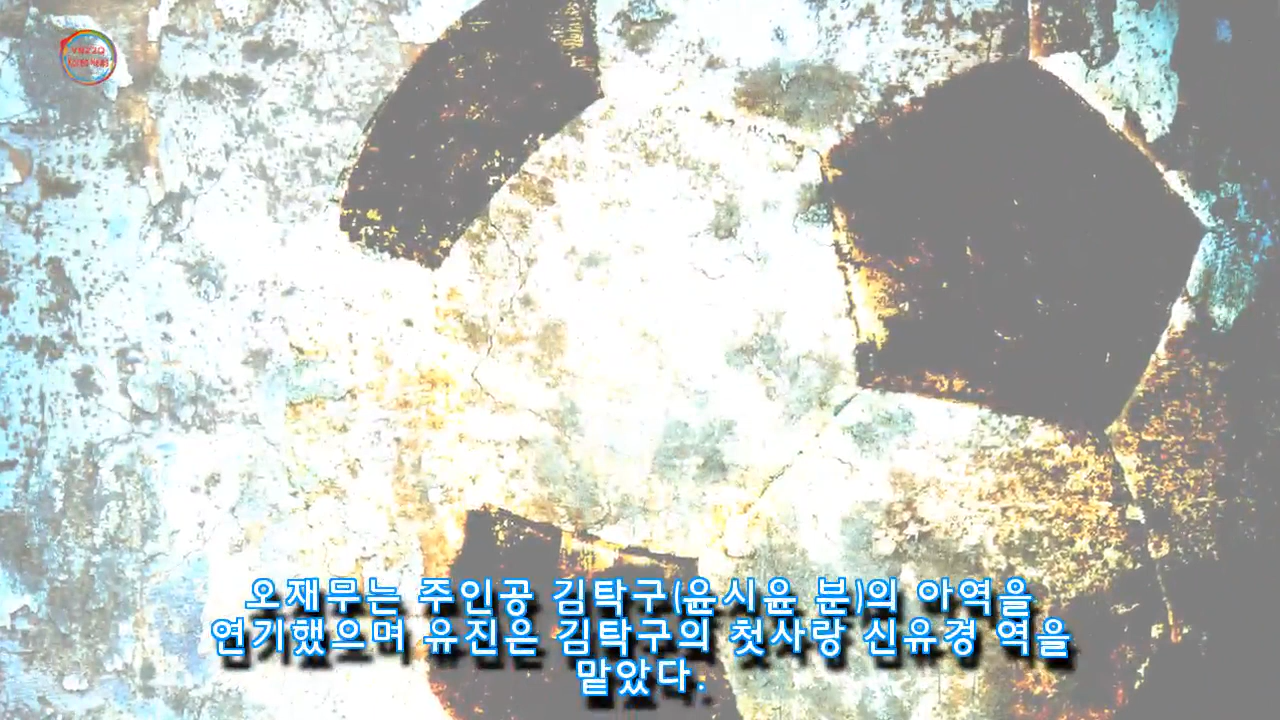 오재무는 주인공 김탁구(윤시윤 분)의 아역을
연기했으며 유진은 김탁구의 첫사랑 신유경 역을
맡았다.